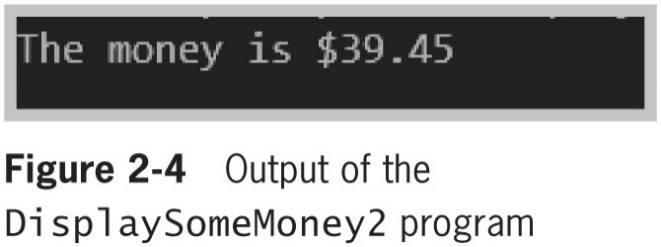 The money is $39.45
Figure 2-4 Output of the
DisplaySomeMoney2 program